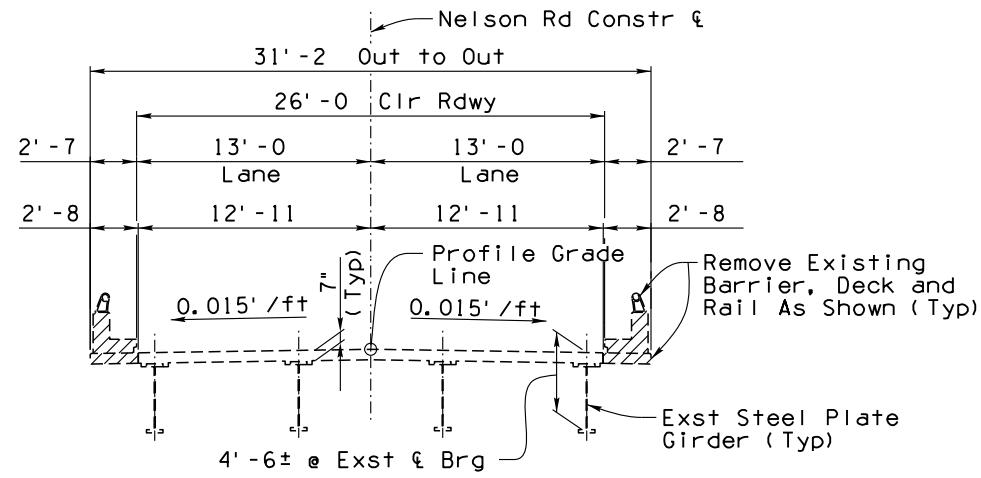 Nelson Rd Constr ℄
31'-2 Out to Out
26'-0 Clr Rdwy
2'-7 13'-0 13'-0 2'-7
Lane Lane
2'-8 12'-11 12'-11 2'-8
Profile Grade
Line
7"
(Typ)
Remove Existing
Barrier, Deck and
Rail As Shown (Typ)
0.015'/ft 0.015'/ft
Exst Steel Plate
Girder (Typ)
4'-6± @ Exst ℄ Brg